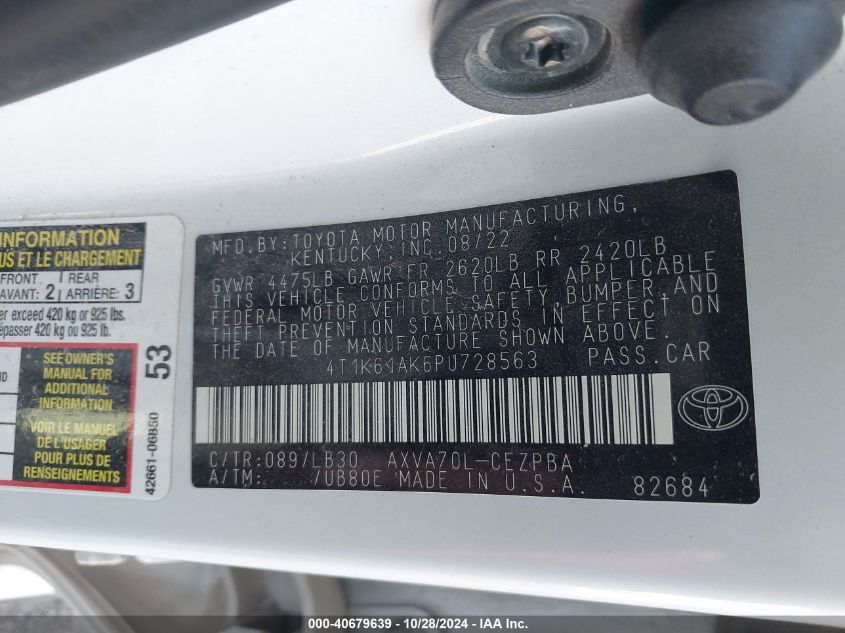 INFORMATION
US ET LE CHARGEMENT
FRONT REAR
AVANT: 2 ARRIÈRE: 3
er exceed 420 kg or 925 lbs.
épasser 420 kg ou 925 lb.
53
SEE OWNER'S
MANUAL FOR
ADDITIONAL
INFORMATION
VOIR LE MANUEL
DE L'USAGER
POUR PLUS DE
RENSEIGNEMENTS
42661-06B50
MFD.BY:TOYOTA MOTOR MANUFACTURING,
KENTUCKY,INC.08/22
GVWR 4475LB GAWR FR 2620LB RR 2420LB
THIS VEHICLE CONFORMS TO ALL APPLICABLE
FEDERAL MOTOR VEHICLE SAFETY,BUMPER,AND
THEFT PREVENTION STANDARDS IN EFFECT ON
THE DATE OF MANUFACTURE SHOWN ABOVE.
4T1K61AK6PU728563 PASS.CAR
C/TR:089/LB30 AXVA70L-CEZPBA
A/TM: /UB80E MADE IN U.S.A. 82684
000-40679639 - 10/28/2024 - IAA Inc.